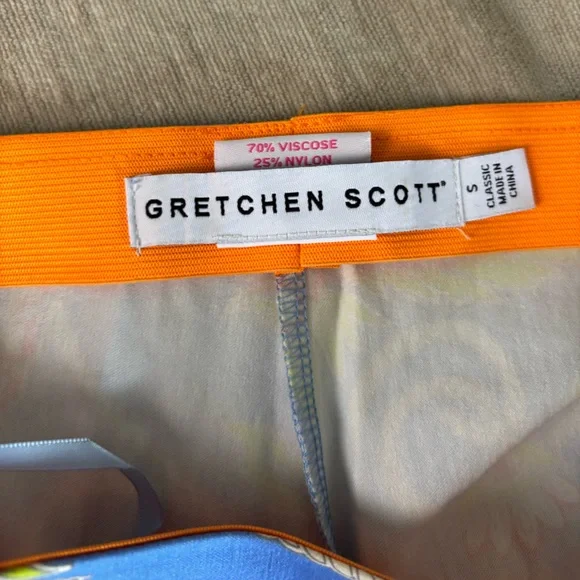 70% VISCOSE
25% NYLON
GRETCHEN SCOTT
S
CLASSIC
MADE IN
CHINA